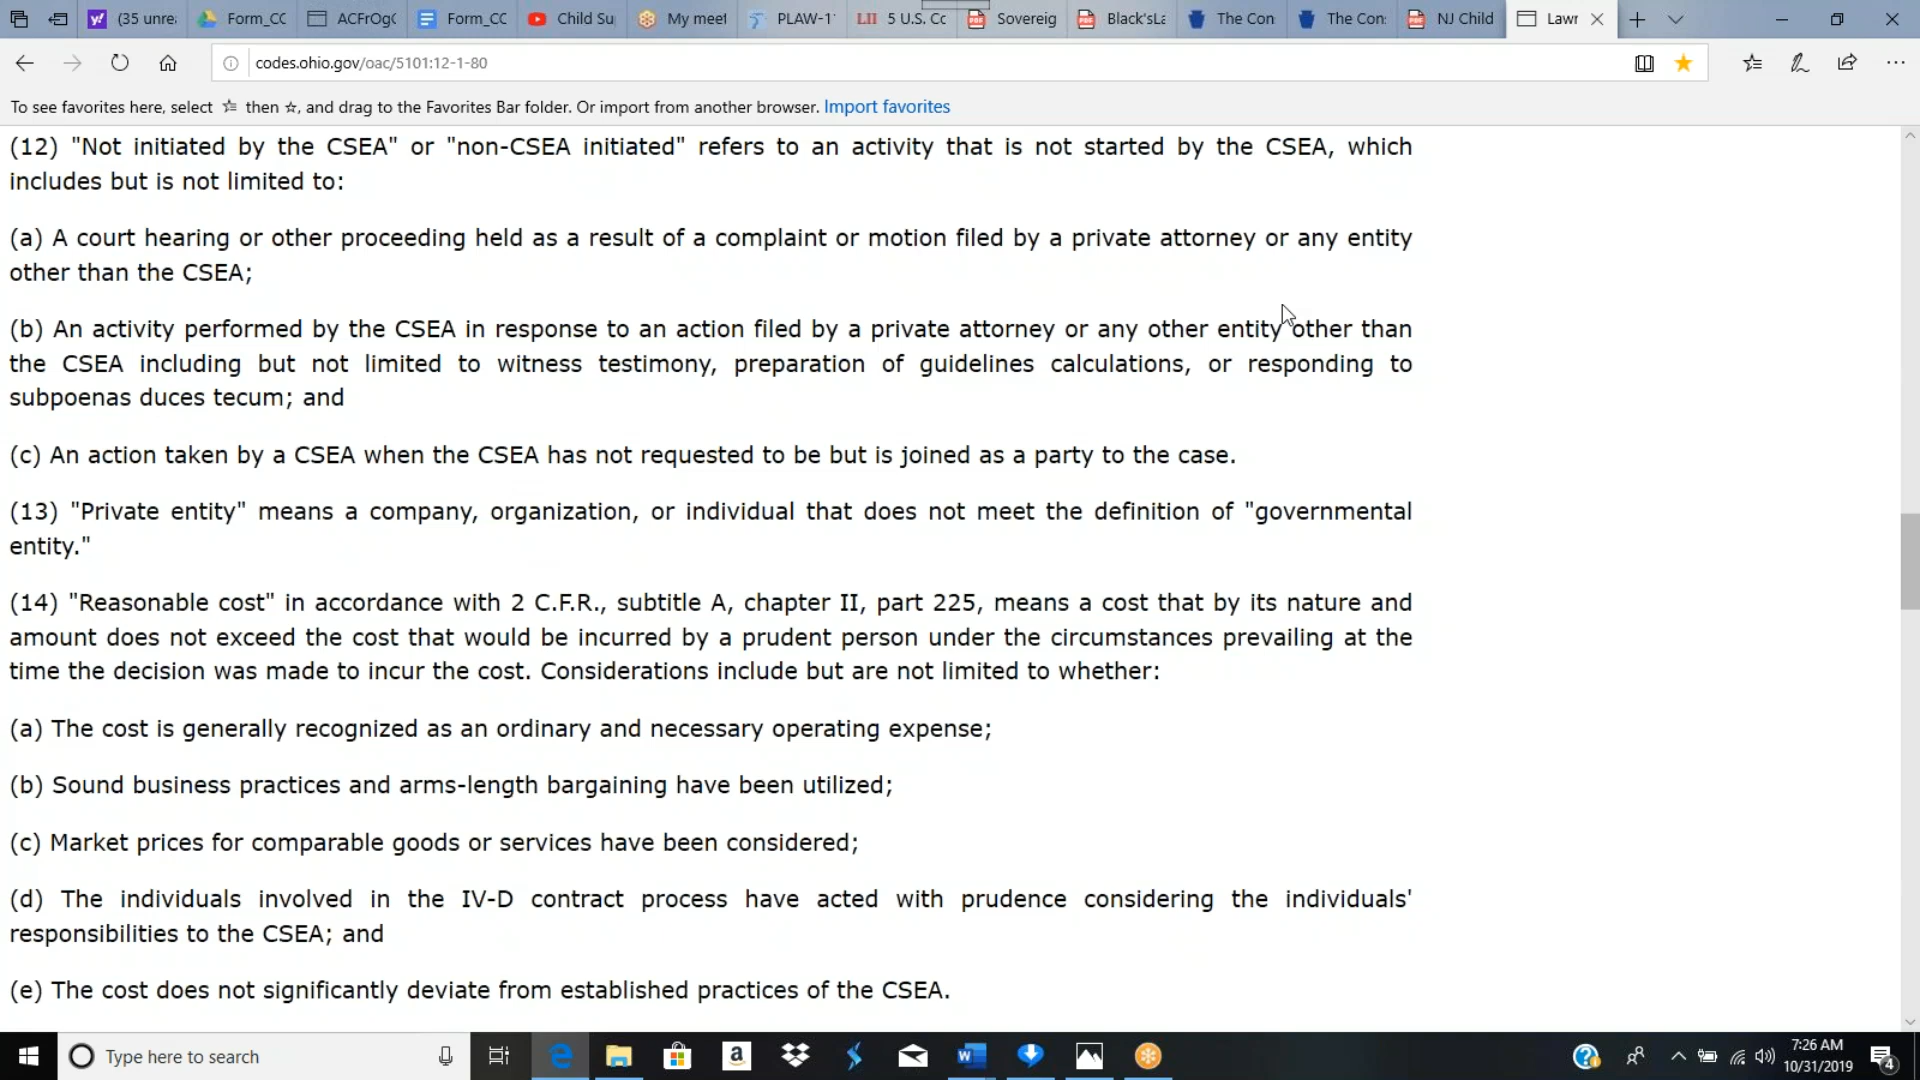 (35 unre
Form_CC
ACFrOgC
Form_CC
Child Su
My meet
PLAW-1
LII 5 U.S. Cc
Sovereig
Black'sLa
The Con
The Con
NJ Child
Lawr
codes.ohio.gov/oac/5101:12-1-80
To see favorites here, select then , and drag to the Favorites Bar folder. Or import from another browser. Import favorites
(12) "Not initiated by the CSEA" or "non-CSEA initiated" refers to an activity that is not started by the CSEA, which
includes but is not limited to:
(a) A court hearing or other proceeding held as a result of a complaint or motion filed by a private attorney or any entity
other than the CSEA;
(b) An activity performed by the CSEA in response to an action filed by a private attorney or any other entity other than
the CSEA including but not limited to witness testimony, preparation of guidelines calculations, or responding to
subpoenas duces tecum; and
(c) An action taken by a CSEA when the CSEA has not requested to be but is joined as a party to the case.
(13) "Private entity" means a company, organization, or individual that does not meet the definition of "governmental
entity."
(14) "Reasonable cost" in accordance with 2 C.F.R., subtitle A, chapter II, part 225, means a cost that by its nature and
amount does not exceed the cost that would be incurred by a prudent person under the circumstances prevailing at the
time the decision was made to incur the cost. Considerations include but are not limited to whether:
(a) The cost is generally recognized as an ordinary and necessary operating expense;
(b) Sound business practices and arms-length bargaining have been utilized;
(c) Market prices for comparable goods or services have been considered;
(d) The individuals involved in the IV-D contract process have acted with prudence considering the individuals'
responsibilities to the CSEA; and
(e) The cost does not significantly deviate from established practices of the CSEA.
Type here to search
7:26 AM
10/31/2019
4